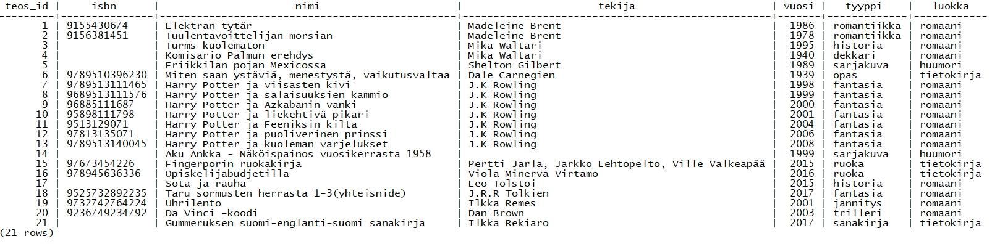 teos_id | isbn | nimi | tekija | vuosi | tyyppi | luokka
---------+---------------+------------------------------------------------+--------------------------------------------------+-------+-------------+-----------
1 | 9155430674 | Elektran tytär | Madeleine Brent | 1986 | romantiikka | romaani
2 | 9156381451 | Tuulentavoittelijan morsian | Madeleine Brent | 1978 | romantiikka | romaani
3 | | Turms kuolematon | Mika Waltari | 1995 | historia | romaani
4 | | Komisario Palmun erehdys | Mika Waltari | 1940 | dekkari | romaani
5 | | Friikkilän pojan Mexicossa | Shelton Gilbert | 1989 | sarjakuva | huumori
6 | 9789510396230 | Miten saan ystäviä, menestystä, vaikutusvaltaa | Dale Carnegien | 1939 | opas | tietokirja
7 | 9789513111465 | Harry Potter ja viisasten kivi | J.K Rowling | 1998 | fantasia | romaani
8 | 9689513111576 | Harry Potter ja salaisuuksien kammio | J.K Rowling | 1999 | fantasia | romaani
9 | 96885111687 | Harry Potter ja Azkabanin vanki | J.K Rowling | 2000 | fantasia | romaani
10 | 95898111798 | Harry Potter ja liekehtivä pikari | J.K Rowling | 2001 | fantasia | romaani
11 | 9513129071 | Harry Potter ja Feeniksin kilta | J.K Rowling | 2004 | fantasia | romaani
12 | 97813135071 | Harry Potter ja puoliverinen prinssi | J.K Rowling | 2006 | fantasia | romaani
13 | 9789513140045 | Harry Potter ja kuoleman varjelukset | J.K Rowling | 2008 | fantasia | romaani
14 | | Aku Ankka - Näköispainos vuosikerrasta 1958 | | 1999 | sarjakuva | huumori
15 | 97673454226 | Fingerporin ruokakirja | Pertti Jarla, Jarkko Lehtopelto, Ville Valkeapää | 2015 | ruoka | tietokirja
16 | 978945636336 | Opiskelijabudjetilla | Viola Minerva Virtamo | 2016 | ruoka | tietokirja
17 | | Sota ja rauha | Leo Tolstoi | 2015 | historia | romaani
18 | 9525732892235 | Taru sormusten herrasta 1-3(yhteisnide) | J.R.R Tolkien | 2017 | fantasia | romaani
19 | 9732742764224 | Uhrilento | Ilkka Remes | 2001 | jännitys | romaani
20 | 9236749234792 | Da Vinci -koodi | Dan Brown | 2003 | trilleri | romaani
21 | | Gummeruksen suomi-englanti-suomi sanakirja | Ilkka Rekiaro | 2017 | sanakirja | tietokirja
(21 rows)